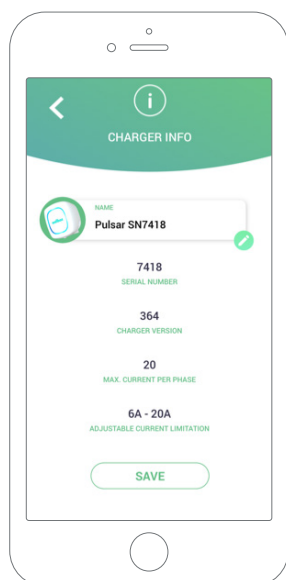 CHARGER INFO
NAME
Pulsar SN7418
7418
SERIAL NUMBER
364
CHARGER VERSION
20
MAX. CURRENT PER PHASE
6A - 20A
ADJUSTABLE CURRENT LIMITATION
SAVE